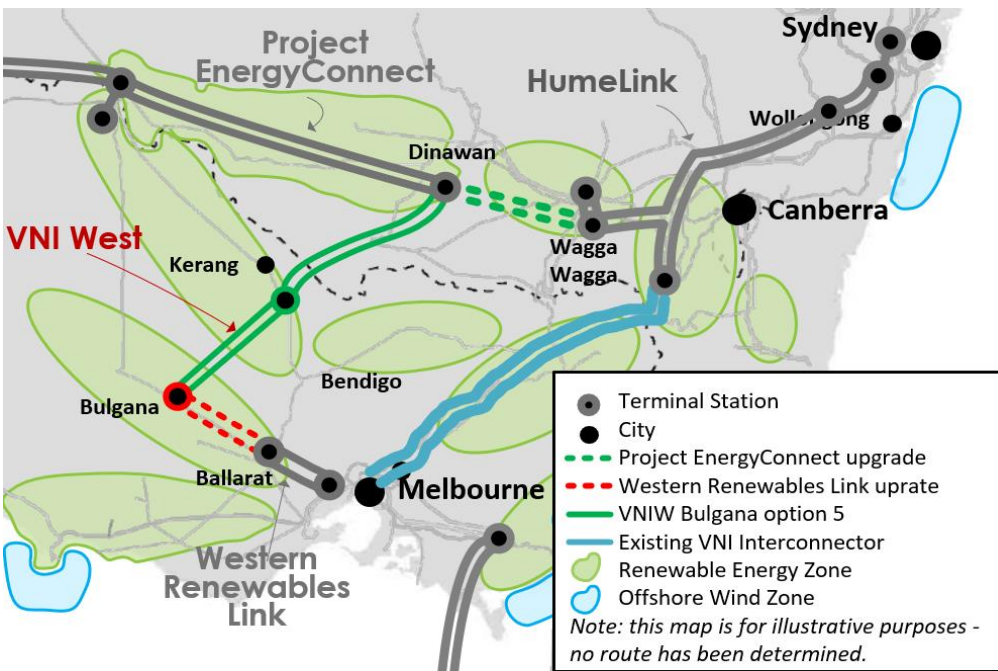 Project
EnergyConnect
HumeLink
Sydney
Wollongong
Dinawan
Canberra
VNI West
Kerang
Wagga
Wagga
Bendigo
Bulgana
Ballarat
Melbourne
Western
Renewables
Link
Terminal Station
City
Project EnergyConnect upgrade
Western Renewables Link uprate
VNIW Bulgana option 5
Existing VNI Interconnector
Renewable Energy Zone
Offshore Wind Zone
Note: this map is for illustrative purposes -
no route has been determined.